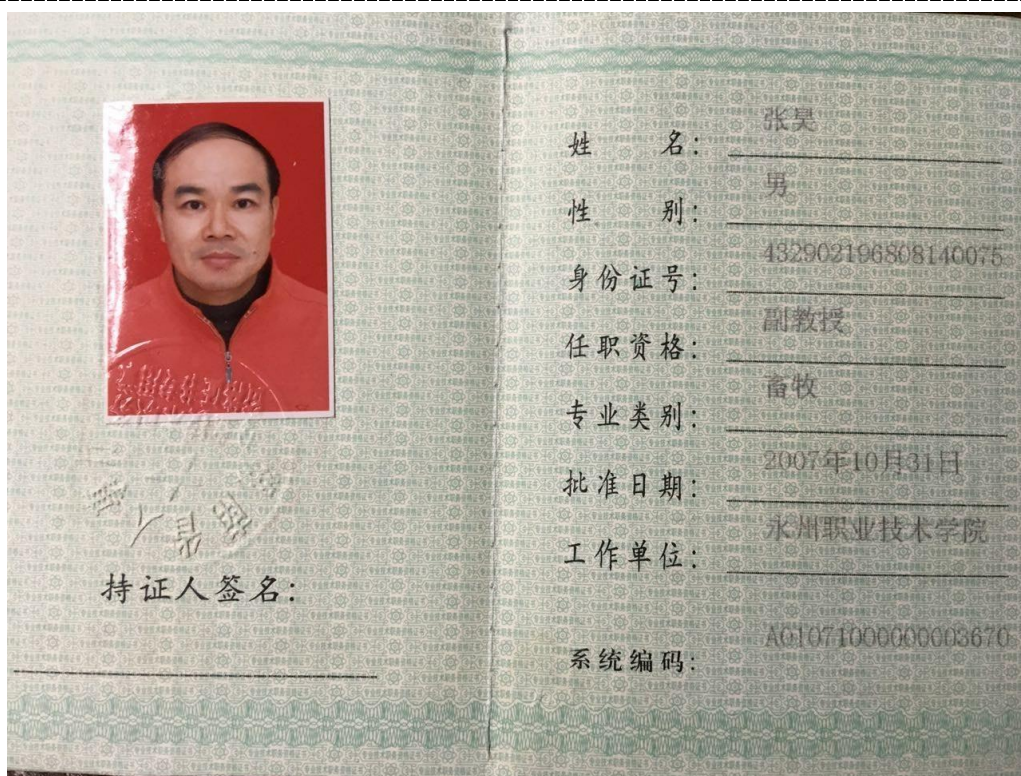 持证人签名：
姓 名： 张昊
性 别： 男
身份证号： 432902196808140075
任职资格： 副教授
专业类别： 畜牧
批准日期： 2007年10月31日
工作单位： 永州职业技术学院
系统编码： A01071000000003670